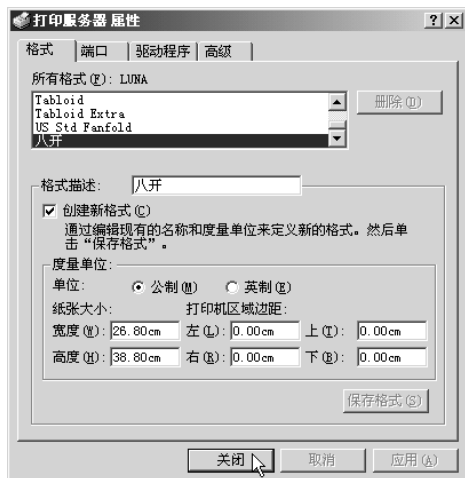 打印服务器 属性
格式 端口 驱动程序 高级
所有格式(F): LUNA
Tabloid
Tabloid Extra
US Std Fanfold
八开
删除(D)
格式描述: 八开
创建新格式(C)
通过编辑现有的名称和度量单位来定义新的格式。然后单
击“保存格式”。
度量单位:
单位: 公制(M) 英制(E)
纸张大小: 打印机区域边距:
宽度(W): 26.80cm 左(L): 0.00cm 上(T): 0.00cm
高度(H): 38.80cm 右(R): 0.00cm 下(B): 0.00cm
保存格式(S)
关闭 取消 应用(A)